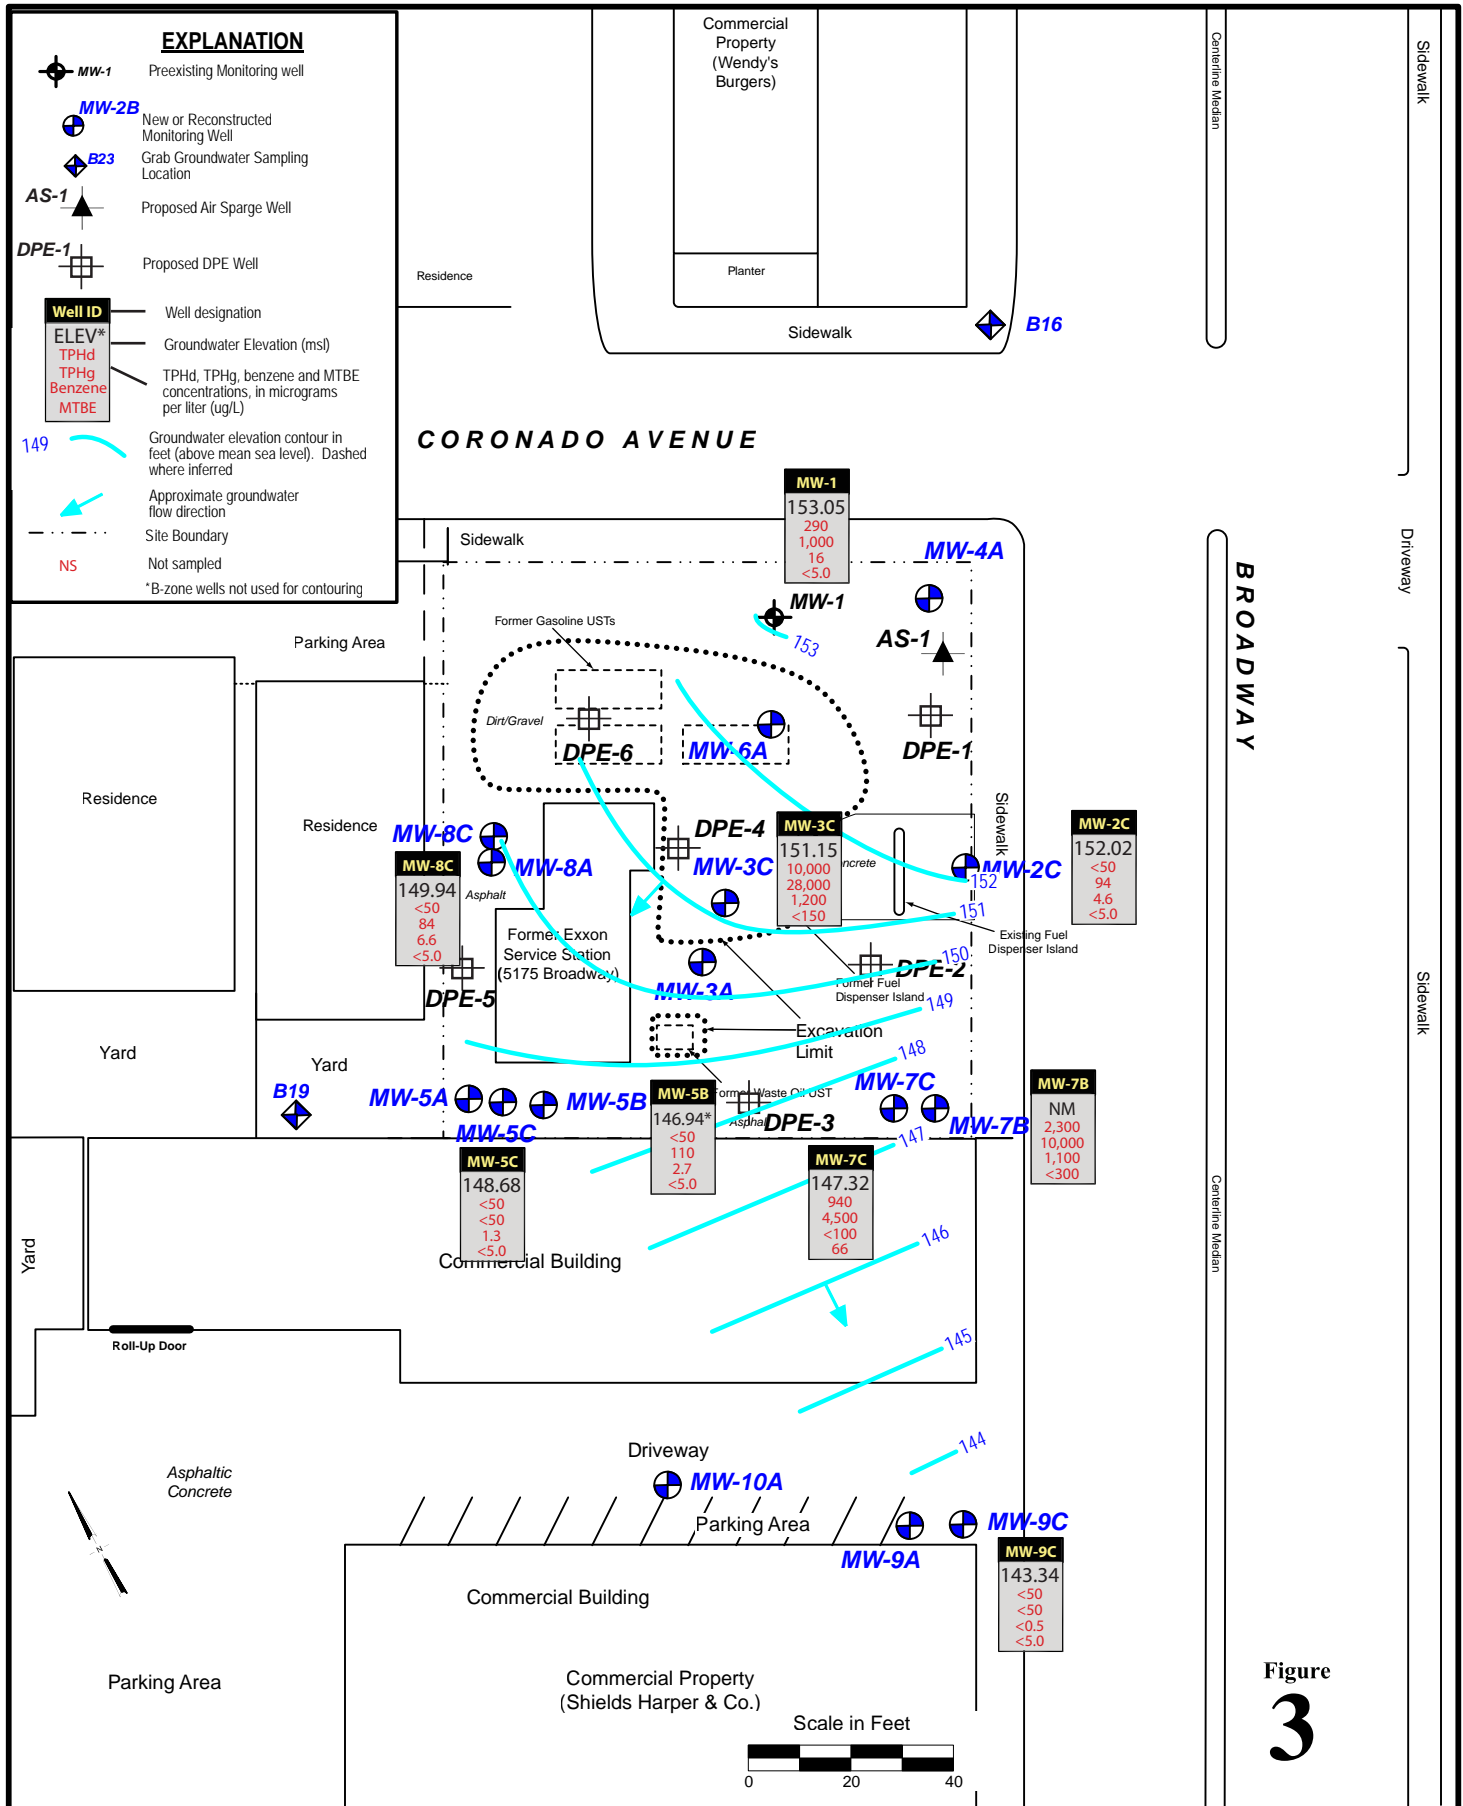 EXPLANATION
MW-1
Preexisting Monitoring well
MW-2B
New or Reconstructed
Monitoring Well
B23
Grab Groundwater Sampling
Location
AS-1
Proposed Air Sparge Well
DPE-1
Proposed DPE Well
Well ID
Well designation
ELEV*
Groundwater Elevation (msl)
TPHd
TPHg
Benzene
MTBE
TPHd, TPHg, benzene and MTBE
concentrations, in micrograms
per liter (ug/L)
149
Groundwater elevation contour in
feet (above mean sea level). Dashed
where inferred
Approximate groundwater
flow direction
Site Boundary
NS
Not sampled
*B-zone wells not used for contouring
Commercial
Property
(Wendy's
Burgers)
Centerline Median
Sidewalk
Residence
Planter
Sidewalk
B16
CORONADO AVENUE
MW-1
153.05
290
1,000
16
<5.0
Sidewalk
MW-4A
Driveway
BROADWAY
MW-1
153
AS-1
Former Gasoline USTs
Parking Area
Dirt/Gravel
DPE-6
MW-6A
DPE-1
Residence
Residence
Sidewalk
MW-8C
MW-8A
DPE-4
MW-3C
MW-3C
151.15
10,000
28,000
1,200
<150
ncrete
MW-2C
152
MW-2C
152.02
<50
94
4.6
<5.0
MW-8C
149.94
<50
84
6.6
<5.0
Asphalt
151
Existing Fuel
Dispenser Island
Former Exxon
Service Station
(5175 Broadway)
150
DPE-2
DPE-5
MW-3A
Former Fuel
Dispenser Island
149
Sidewalk
Excavation
Limit
Yard
Yard
148
B19
MW-5A
MW-5C
MW-5B
MW-5B
146.94*
<50
110
2.7
<5.0
Former Waste Oil UST
Asphalt
DPE-3
MW-7C
MW-7B
147
MW-7B
NM
2,300
10,000
1,100
<300
MW-5C
148.68
<50
<50
1.3
<5.0
MW-7C
147.32
940
4,500
<100
66
Centerline Median
Yard
Commercial Building
146
Roll-Up Door
145
Driveway
144
Asphaltic
Concrete
MW-10A
Parking Area
MW-9C
MW-9A
N
MW-9C
143.34
<50
<50
<0.5
<5.0
Commercial Building
Parking Area
Commercial Property
(Shields Harper & Co.)
Figure
3
Scale in Feet
0
20
40